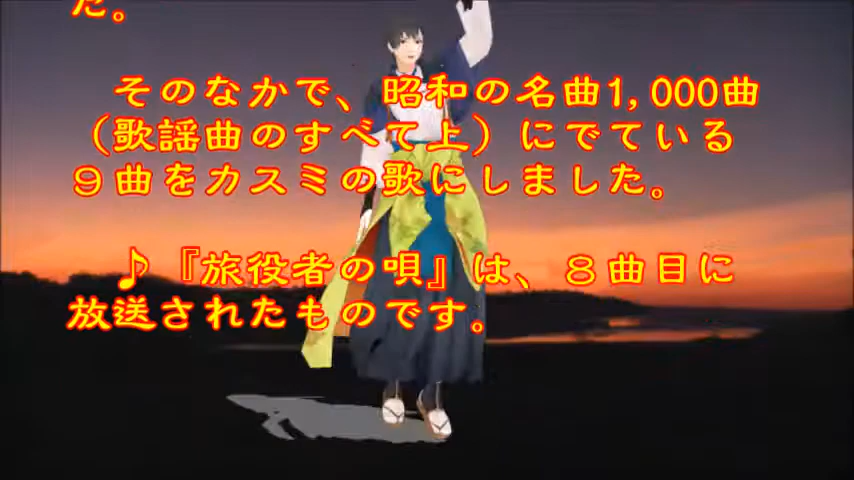 た。
そのなかで、昭和の名曲1,000曲
（歌謡曲のすべて上）にでている
９曲をカスミの歌にしました。
♪『旅役者の唄』は、８曲目に
放送されたものです。